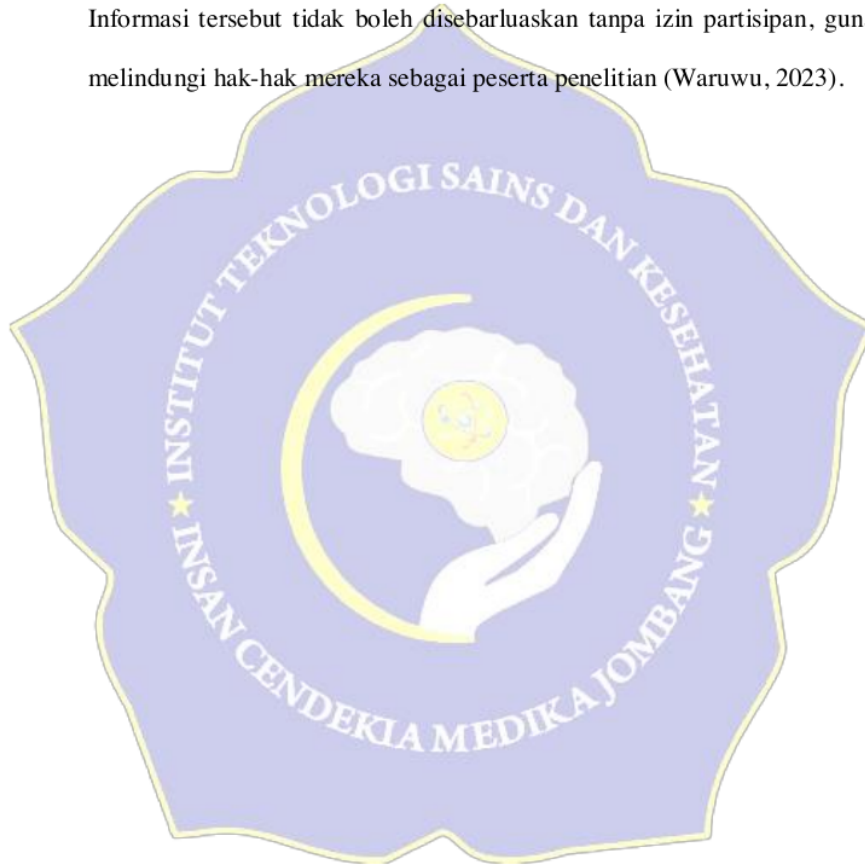 Informasi tersebut tidak boleh disebarluaskan tanpa izin partisipan, gun
melindungi hak-hak mereka sebagai peserta penelitian (Waruwu, 2023).
INSTITUT TEKNOLOGI SAINS DAN KESEHATAN
INSAN CENDEKIA MEDIKA JOMBANG